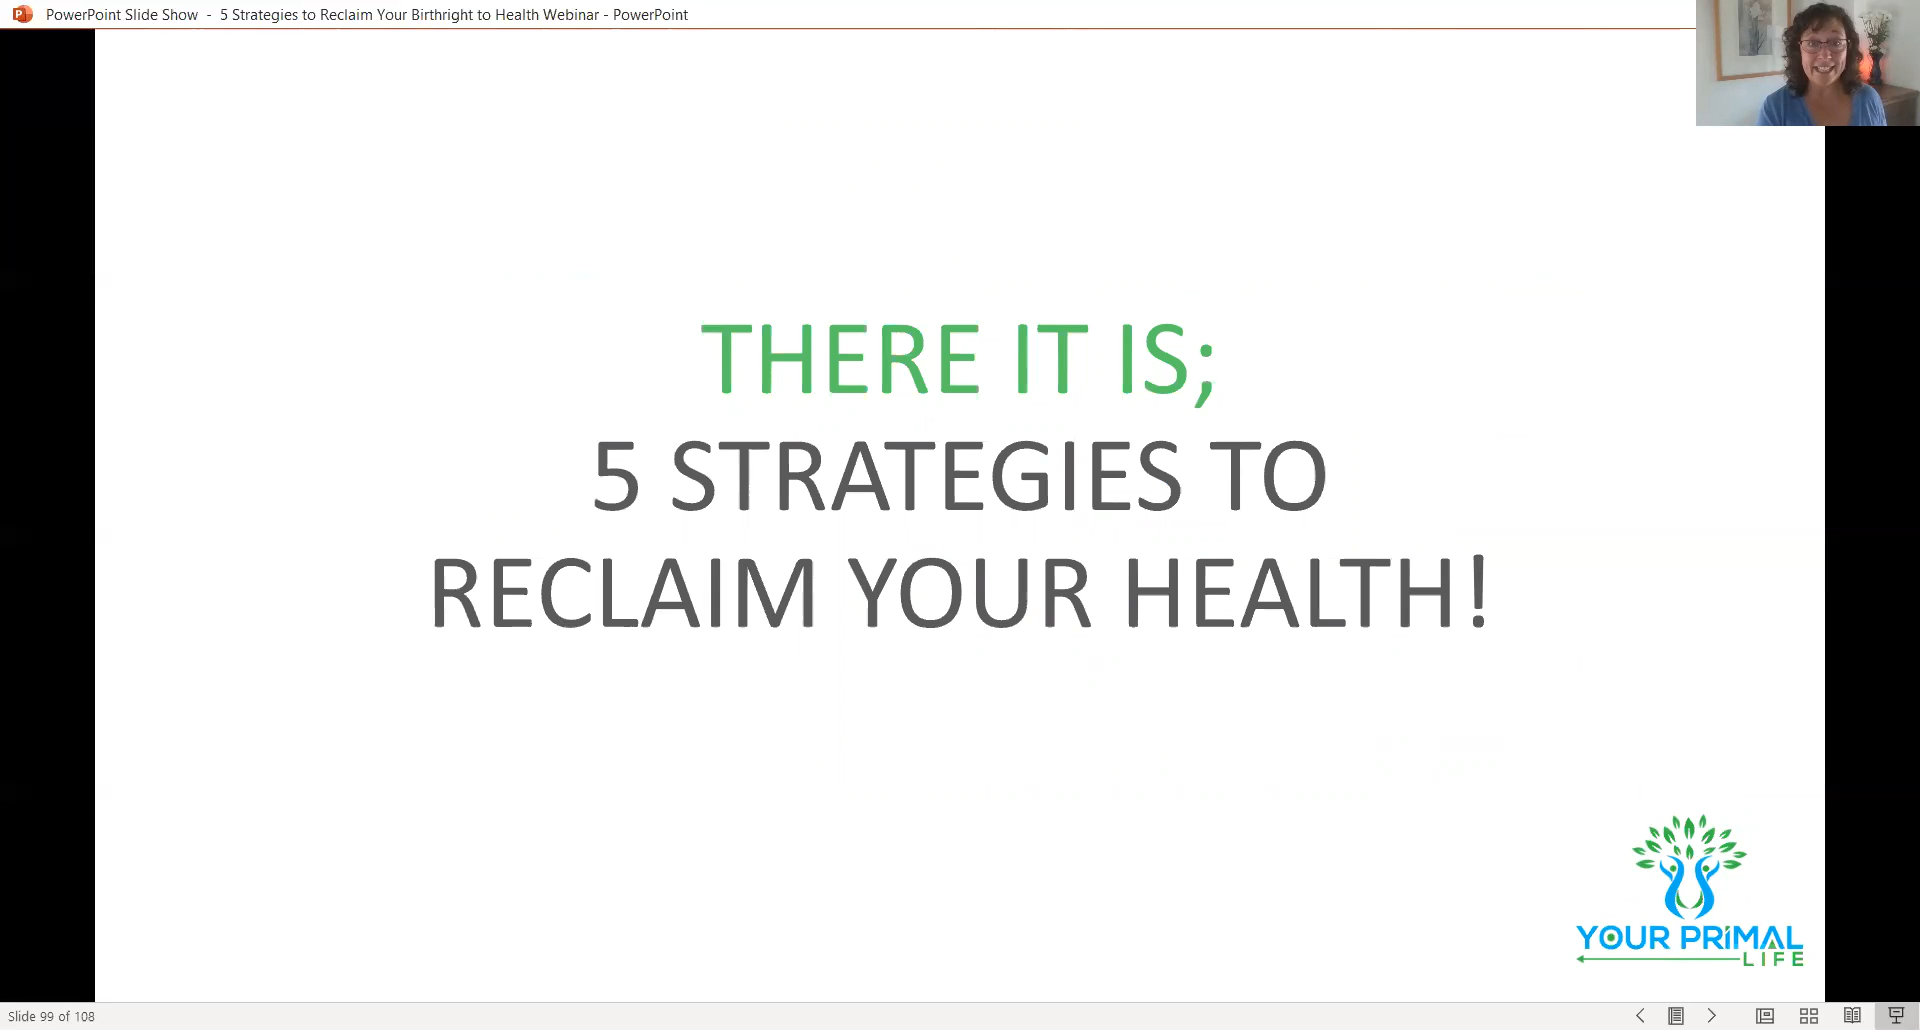 PowerPoint Slide Show  -  5 Strategies to Reclaim Your Birthright to Health Webinar - PowerPoint
THERE IT IS;
5 STRATEGIES TO
RECLAIM YOUR HEALTH!
YOUR PRIMAL
LIFE
Slide 99 of 108